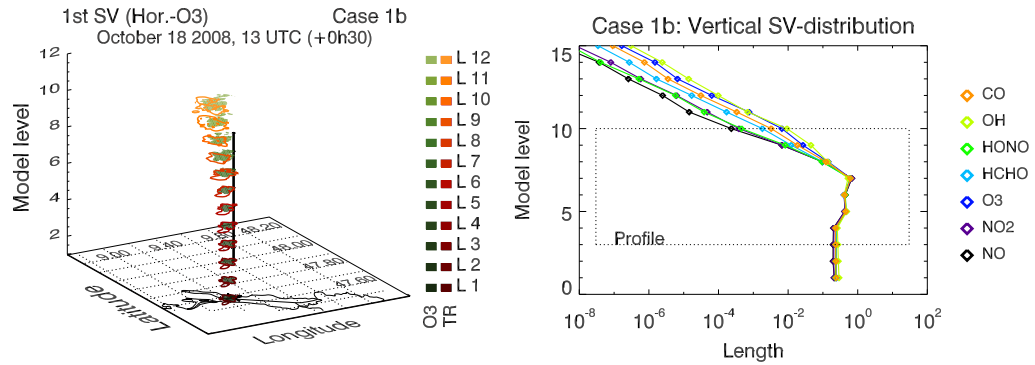 1st SV (Hor.-O3)
Case 1b
October 18 2008, 13 UTC (+0h30)
12
10
8
6
4
2
Model level
Latitude
Longitude
9.00
9.40
48.20
48.00
47.80
47.60
L 12
L 11
L 10
L 9
L 8
L 7
L 6
L 5
L 4
L 3
L 2
L 1
O3
TR
Case 1b: Vertical SV-distribution
15
10
5
0
Model level
Profile
10-8
10-6
10-4
10-2
100
102
Length
CO
OH
HONO
HCHO
O3
NO2
NO